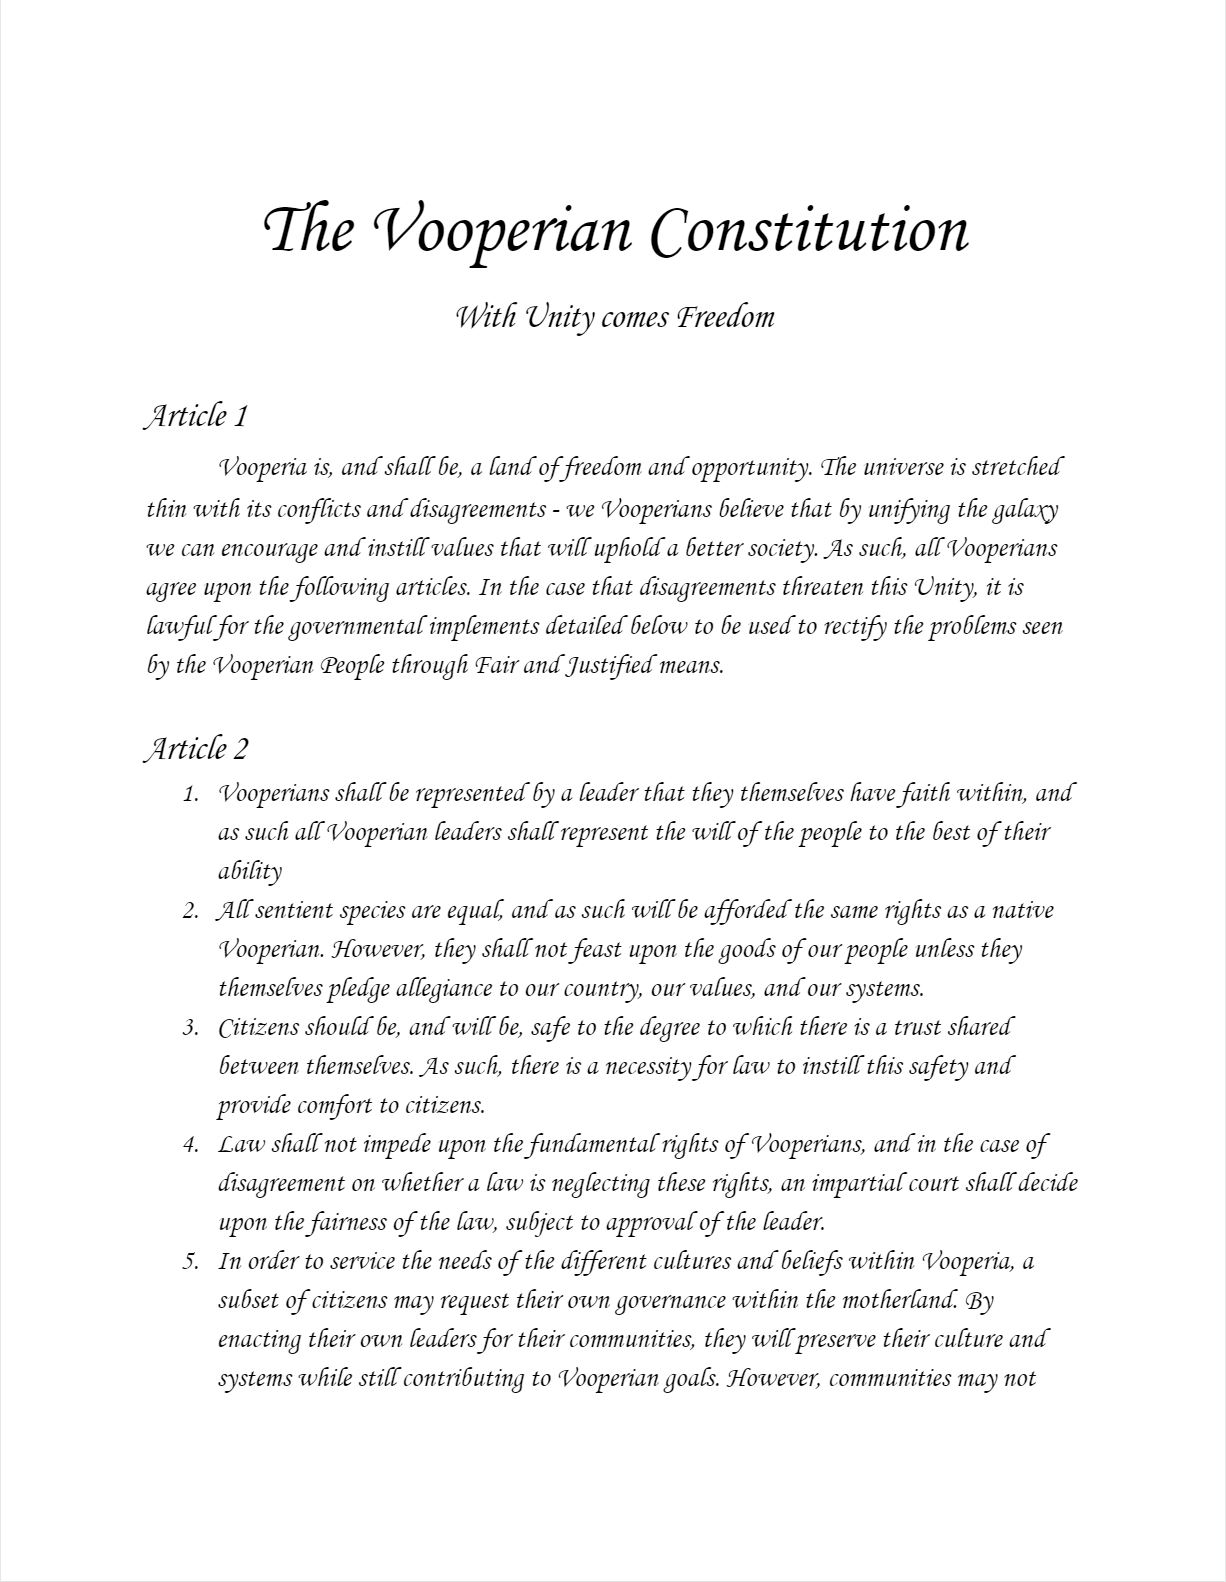 The Vooperian Constitution
With Unity comes Freedom
Article 1
Vooperia is, and shall be, a land of freedom and opportunity. The universe is stretched
thin with its conflicts and disagreements - we Vooperians believe that by unifying the galaxy
we can encourage and instill values that will uphold a better society. As such, all Vooperians
agree upon the following articles. In the case that disagreements threaten this Unity, it is
lawful for the governmental implements detailed below to be used to rectify the problems seen
by the Vooperian People through Fair and Justified means.
Article 2
1. Vooperians shall be represented by a leader that they themselves have faith within, and
as such all Vooperian leaders shall represent the will of the people to the best of their
ability
2. All sentient species are equal, and as such will be afforded the same rights as a native
Vooperian. However, they shall not feast upon the goods of our people unless they
themselves pledge allegiance to our country, our values, and our systems.
3. Citizens should be, and will be, safe to the degree to which there is a trust shared
between themselves. As such, there is a necessity for law to instill this safety and
provide comfort to citizens.
4. Law shall not impede upon the fundamental rights of Vooperians, and in the case of
disagreement on whether a law is neglecting these rights, an impartial court shall decide
upon the fairness of the law, subject to approval of the leader.
5. In order to service the needs of the different cultures and beliefs within Vooperia, a
subset of citizens may request their own governance within the motherland. By
enacting their own leaders for their communities, they will preserve their culture and
systems while still contributing to Vooperian goals. However, communities may not